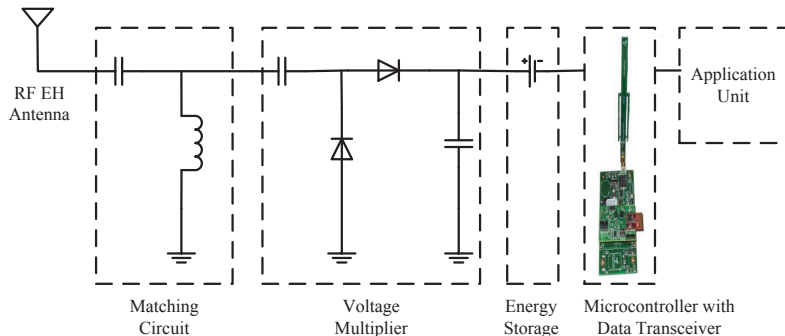 RF EH
Antenna
Application
Unit
+ -
Matching
Circuit
Voltage
Multiplier
Energy
Storage
Microcontroller with
Data Transceiver